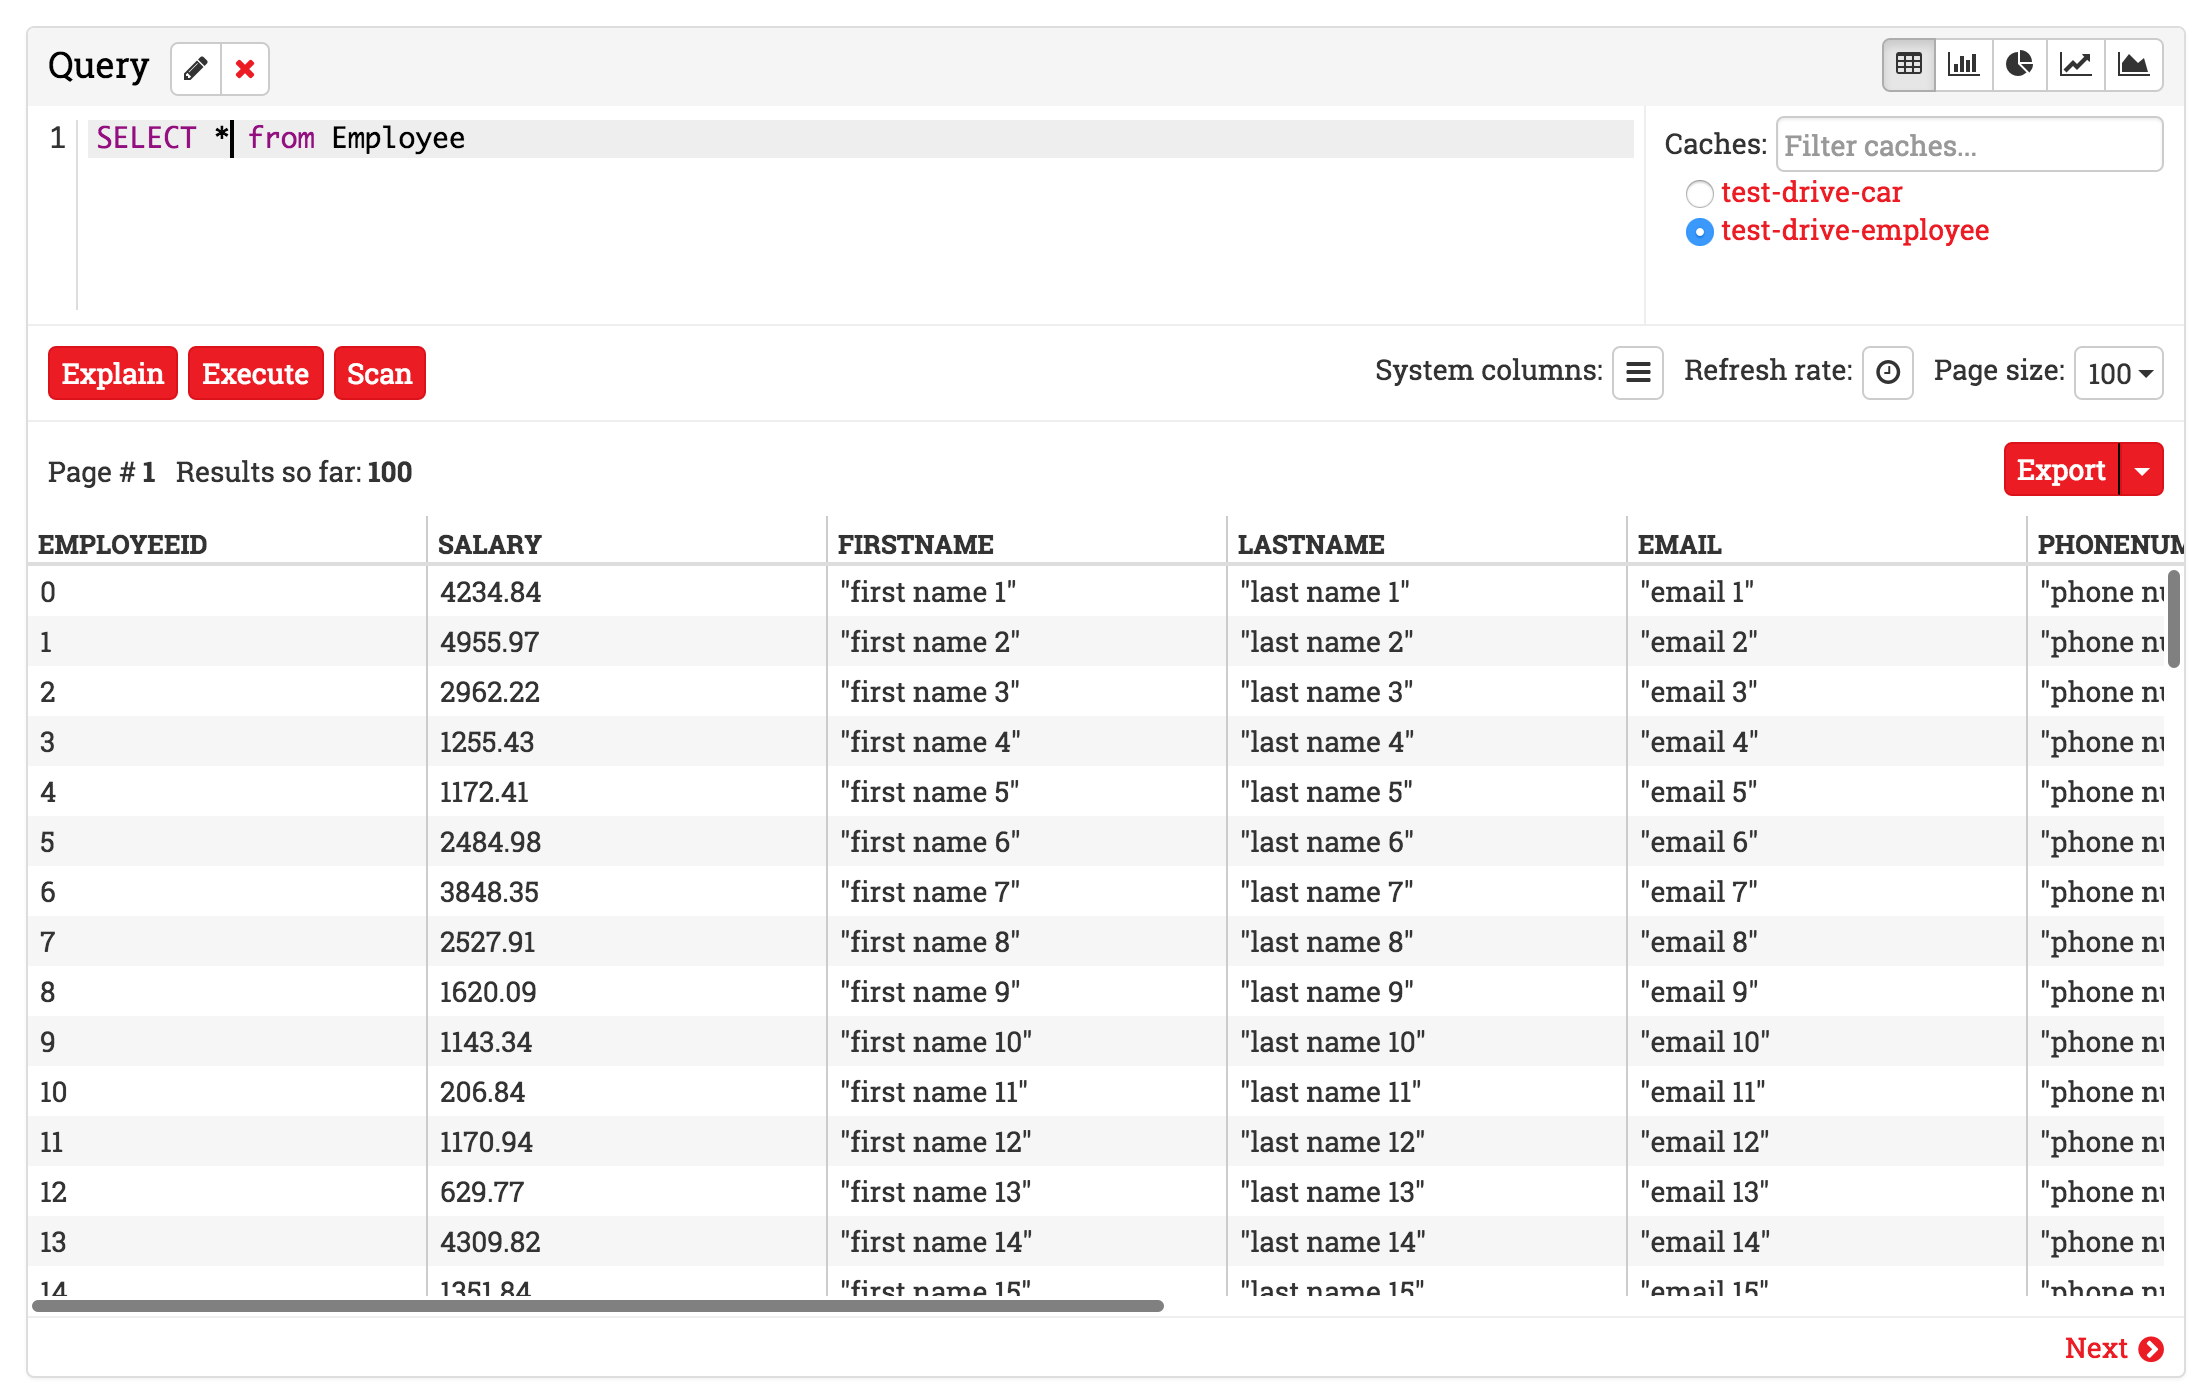 Query
1 SELECT * from Employee
Caches: Filter caches...
test-drive-car
test-drive-employee
Explain Execute Scan System columns: Refresh rate: Page size: 100
Page # 1 Results so far: 100 Export
EMPLOYEEID SALARY FIRSTNAME LASTNAME EMAIL PHONENUM
0 4234.84 "first name 1" "last name 1" "email 1" "phone nu
1 4955.97 "first name 2" "last name 2" "email 2" "phone nu
2 2962.22 "first name 3" "last name 3" "email 3" "phone nu
3 1255.43 "first name 4" "last name 4" "email 4" "phone nu
4 1172.41 "first name 5" "last name 5" "email 5" "phone nu
5 2484.98 "first name 6" "last name 6" "email 6" "phone nu
6 3848.35 "first name 7" "last name 7" "email 7" "phone nu
7 2527.91 "first name 8" "last name 8" "email 8" "phone nu
8 1620.09 "first name 9" "last name 9" "email 9" "phone nu
9 1143.34 "first name 10" "last name 10" "email 10" "phone nu
10 206.84 "first name 11" "last name 11" "email 11" "phone nu
11 1170.94 "first name 12" "last name 12" "email 12" "phone nu
12 629.77 "first name 13" "last name 13" "email 13" "phone nu
13 4309.82 "first name 14" "last name 14" "email 14" "phone nu
14 1351.84 "first name 15" "last name 15" "email 15" "phone nu
Next